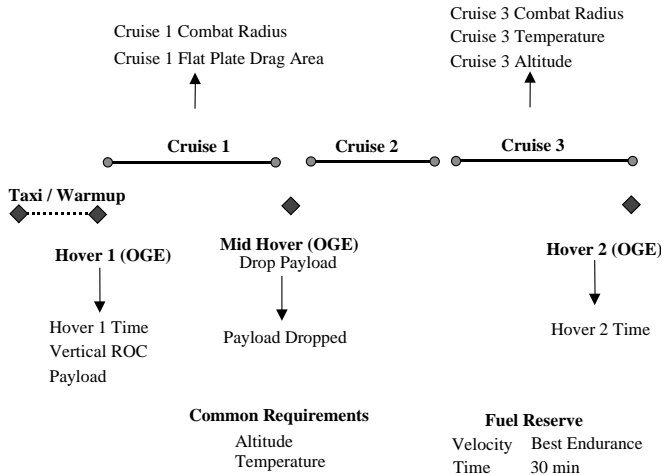 Cruise 1 Combat Radius
Cruise 1 Flat Plate Drag Area
Cruise 3 Combat Radius
Cruise 3 Temperature
Cruise 3 Altitude
Cruise 1
Cruise 2
Cruise 3
Taxi / Warmup
Hover 1 (OGE)
Hover 1 Time
Vertical ROC
Payload
Mid Hover (OGE)
Drop Payload
Payload Dropped
Hover 2 (OGE)
Hover 2 Time
Common Requirements
Altitude
Temperature
Fuel Reserve
Velocity Best Endurance
Time 30 min